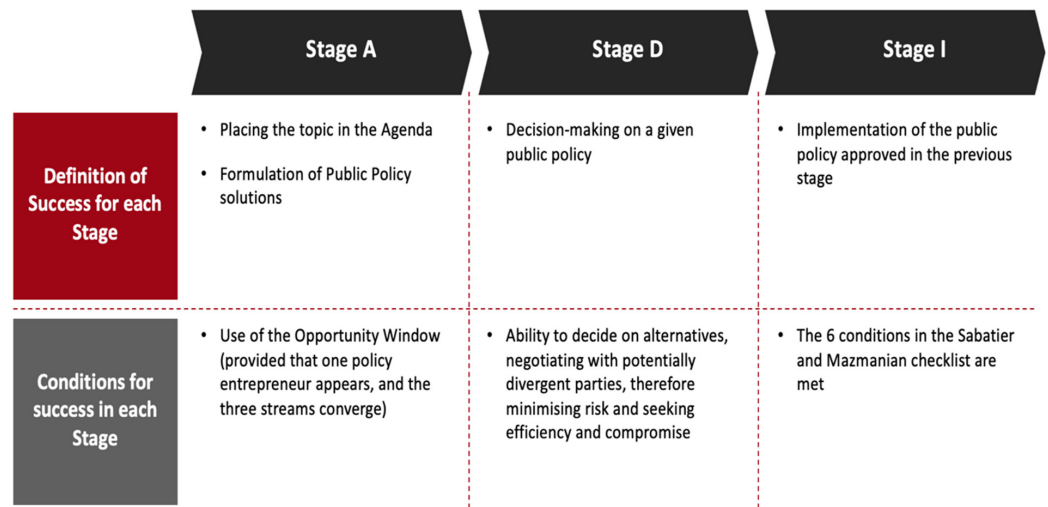 Stage A
Stage D
Stage I
Definition of
Success for each
Stage
• Placing the topic in the Agenda
• Formulation of Public Policy
solutions
• Decision-making on a given
public policy
• Implementation of the public
policy approved in the previous
stage
Conditions for
success in each
Stage
• Use of the Opportunity Window
(provided that one policy
entrepreneur appears, and the
three streams converge)
• Ability to decide on alternatives,
negotiating with potentially
divergent parties, therefore
minimising risk and seeking
efficiency and compromise
• The 6 conditions in the Sabatier
and Mazmanian checklist are
met